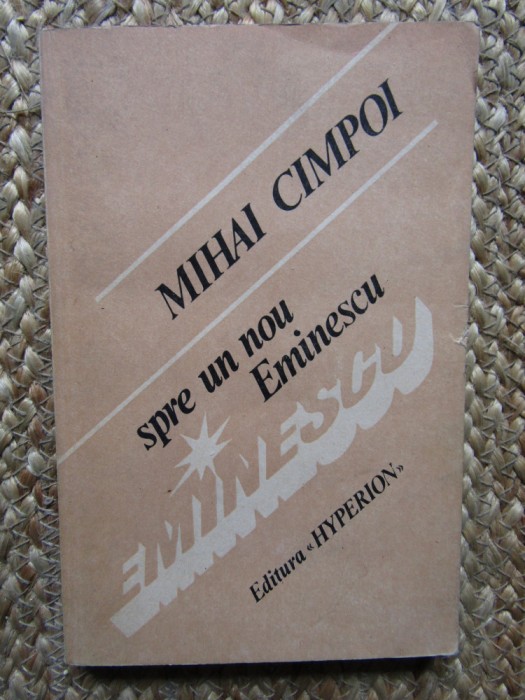 MIHAI CIMPOI
spre un nou
Eminescu
EMINESCU
Editura «HYPERION»